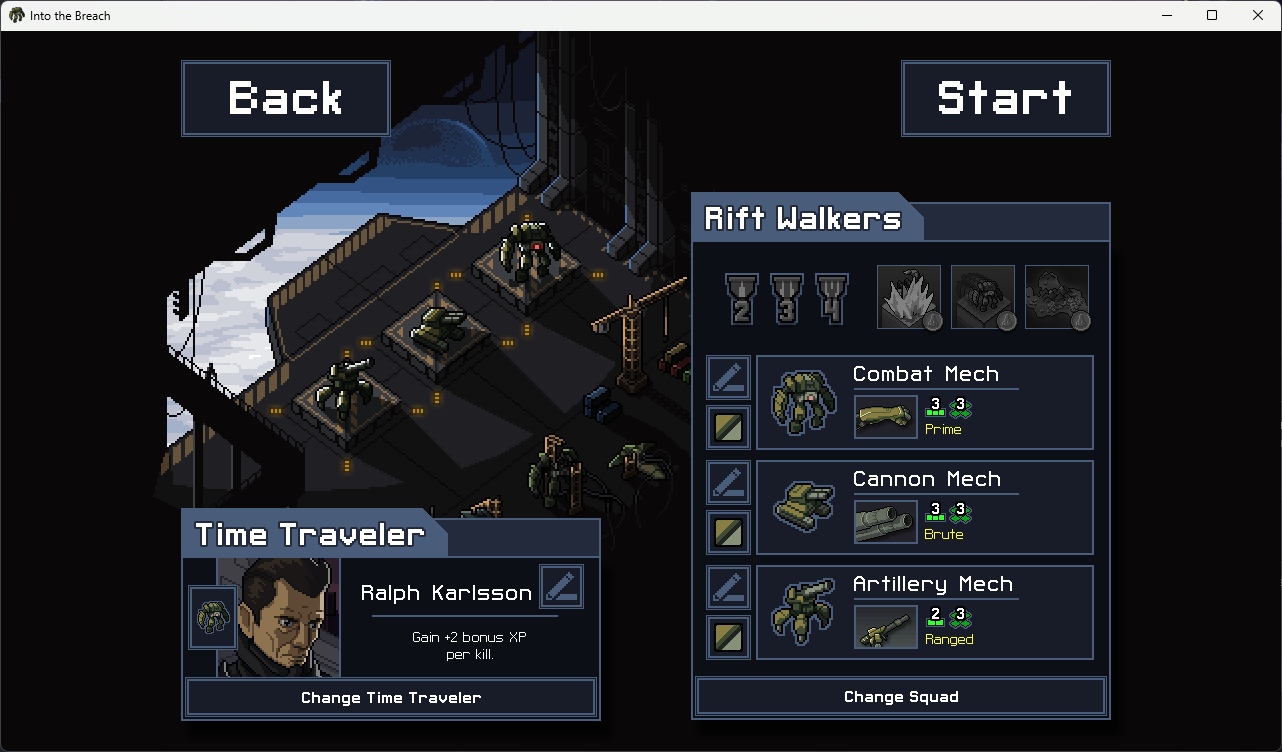 Into the Breach
Back
Start
Rift Walkers
2 3 4
Combat Mech
3 3
Prime
Cannon Mech
3 3
Brute
Artillery Mech
2 3
Ranged
Change Squad
Time Traveler
Ralph Karlsson
Gain +2 bonus XP
per kill.
Change Time Traveler